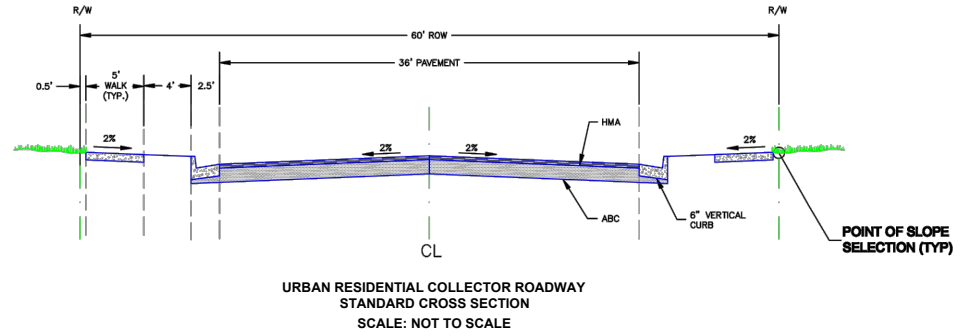 R/W
R/W
60' ROW
36' PAVEMENT
0.5'
5'
WALK
(TYP.)
4'
2.5'
HMA
2%
2%
2%
2%
ABC
6" VERTICAL
CURB
POINT OF SLOPE
SELECTION (TYP)
CL
URBAN RESIDENTIAL COLLECTOR ROADWAY
STANDARD CROSS SECTION
SCALE: NOT TO SCALE